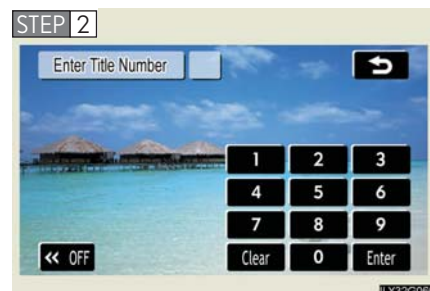 STEP 2
Enter Title Number
1 2 3
4 5 6
7 8 9
<< OFF Clear 0 Enter